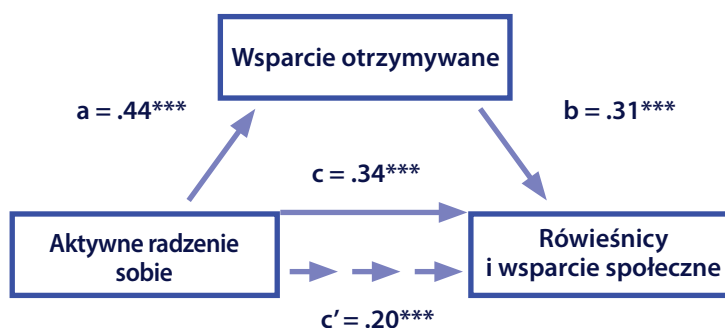 Wsparcie otrzymywane
a = .44***
b = .31***
c = .34***
Aktywne radzenie
sobie
Rówieśnicy
i wsparcie społeczne
c’ = .20***